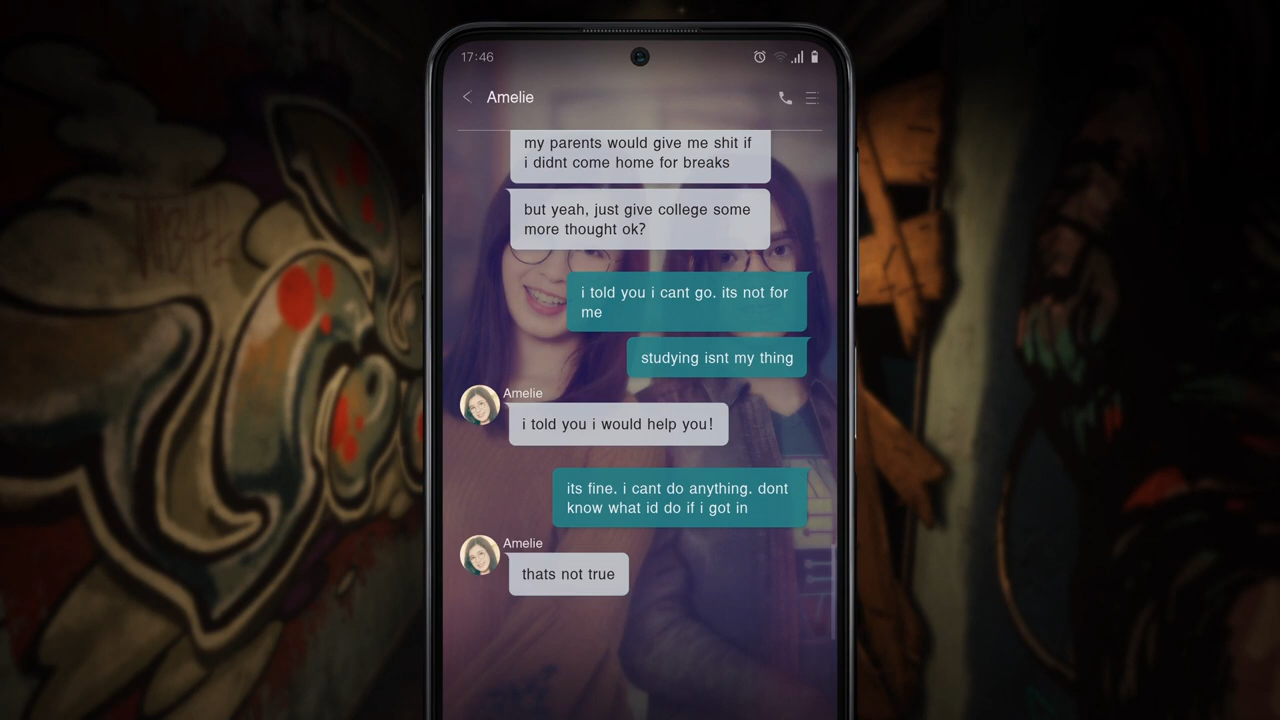 17:46
Amelie
my parents would give me shit if
i didnt come home for breaks
but yeah, just give college some
more thought ok?
i told you i cant go. its not for
me
studying isnt my thing
Amelie
i told you i would help you!
its fine. i cant do anything. dont
know what id do if i got in
Amelie
thats not true